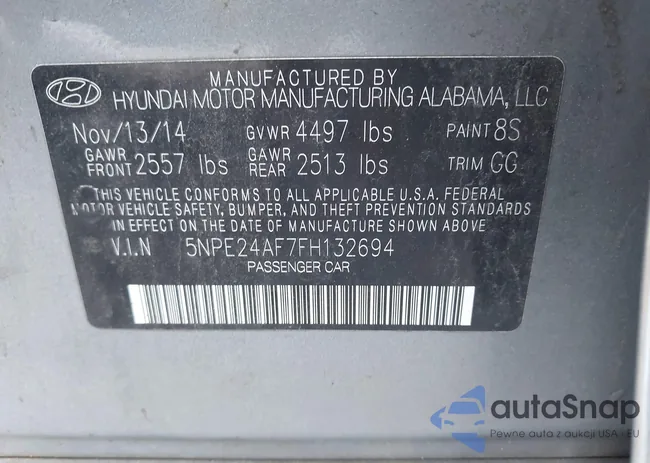 MANUFACTURED BY
HYUNDAI MOTOR MANUFACTURING ALABAMA, LLC
Nov/13/14 GVWR 4497 lbs PAINT 8S
GAWR FRONT 2557 lbs GAWR REAR 2513 lbs TRIM GG
THIS VEHICLE CONFORMS TO ALL APPLICABLE U.S.A. FEDERAL
MOTOR VEHICLE SAFETY, BUMPER, AND THEFT PREVENTION STANDARDS
IN EFFECT ON THE DATE OF MANUFACTURE SHOWN ABOVE
V.I.N 5NPE24AF7FH132694
PASSENGER CAR
autoSnap
Pewne auta z aukcji USA - EU